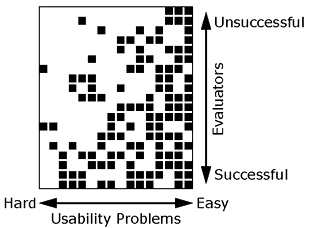 Unsuccessful
Evaluators
Successful
Hard
Easy
Usability Problems